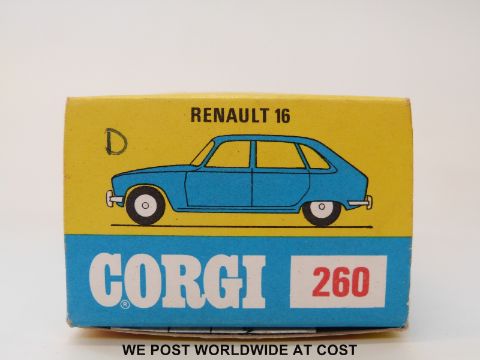 RENAULT 16
D
CORGI® 260
WE POST WORLDWIDE AT COST